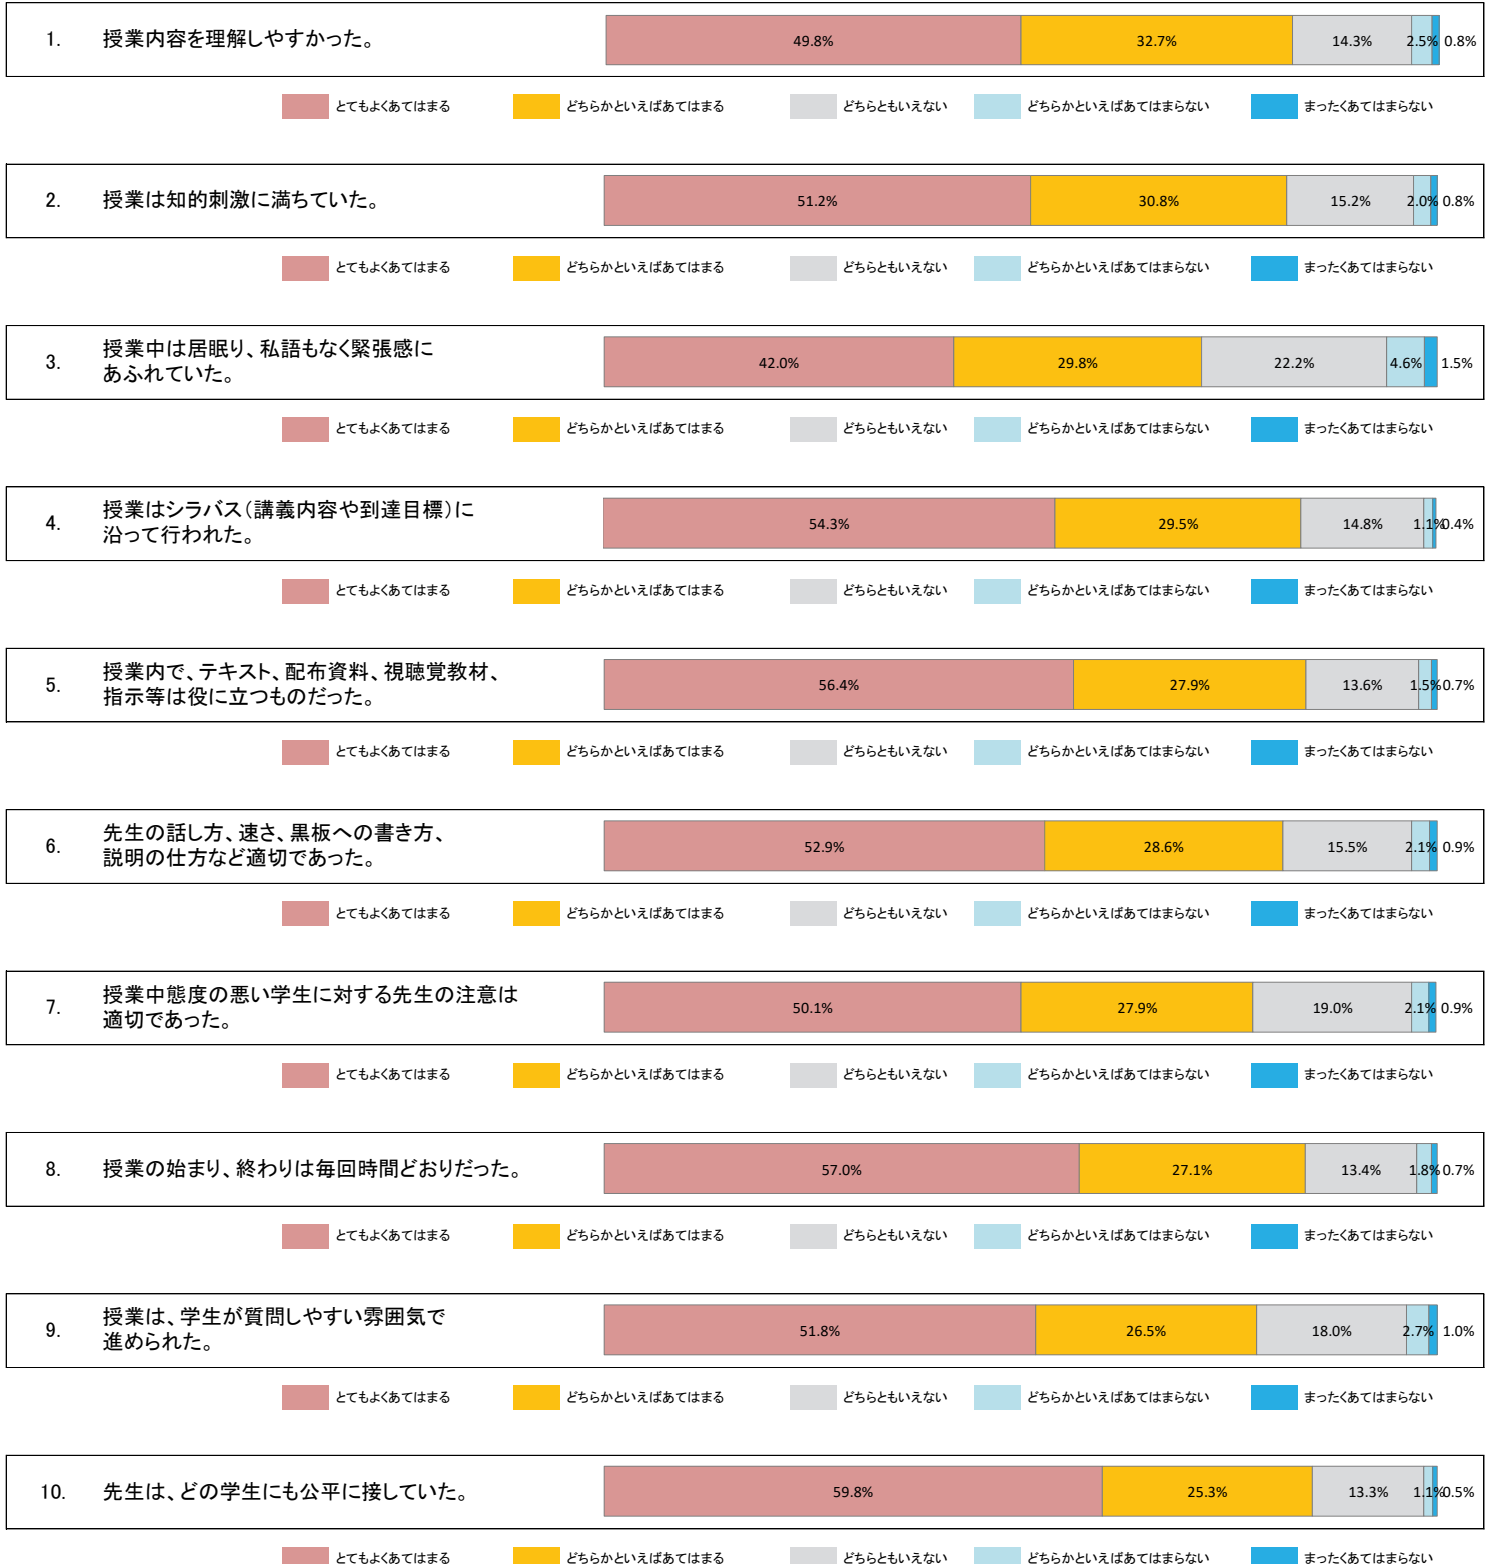 1. 授業内容を理解しやすかった。 49.8% 32.7% 14.3% 2.5% 0.8%
とてもよくあてはまる どちらかといえばあてはまる どちらともいえない どちらかといえばあてはまらない まったくあてはまらない
2. 授業は知的刺激に満ちていた。 51.2% 30.8% 15.2% 2.0% 0.8%
とてもよくあてはまる どちらかといえばあてはまる どちらともいえない どちらかといえばあてはまらない まったくあてはまらない
3. 授業中は居眠り、私語もなく緊張感に
あふれていた。 42.0% 29.8% 22.2% 4.6% 1.5%
とてもよくあてはまる どちらかといえばあてはまる どちらともいえない どちらかといえばあてはまらない まったくあてはまらない
4. 授業はシラバス(講義内容や到達目標)に
沿って行われた。 54.3% 29.5% 14.8% 1.1% 0.4%
とてもよくあてはまる どちらかといえばあてはまる どちらともいえない どちらかといえばあてはまらない まったくあてはまらない
5. 授業内で、テキスト、配布資料、視聴覚教材、
指示等は役に立つものだった。 56.4% 27.9% 13.6% 1.5% 0.7%
とてもよくあてはまる どちらかといえばあてはまる どちらともいえない どちらかといえばあてはまらない まったくあてはまらない
6. 先生の話し方、速さ、黒板への書き方、
説明の仕方など適切であった。 52.9% 28.6% 15.5% 2.1% 0.9%
とてもよくあてはまる どちらかといえばあてはまる どちらともいえない どちらかといえばあてはまらない まったくあてはまらない
7. 授業中態度の悪い学生に対する先生の注意は
適切であった。 50.1% 27.9% 19.0% 2.1% 0.9%
とてもよくあてはまる どちらかといえばあてはまる どちらともいえない どちらかといえばあてはまらない まったくあてはまらない
8. 授業の始まり、終わりは毎回時間どおりだった。 57.0% 27.1% 13.4% 1.8% 0.7%
とてもよくあてはまる どちらかといえばあてはまる どちらともいえない どちらかといえばあてはまらない まったくあてはまらない
9. 授業は、学生が質問しやすい雰囲気で
進められた。 51.8% 26.5% 18.0% 2.7% 1.0%
とてもよくあてはまる どちらかといえばあてはまる どちらともいえない どちらかといえばあてはまらない まったくあてはまらない
10. 先生は、どの学生にも公平に接していた。 59.8% 25.3% 13.3% 1.1% 0.5%
とてもよくあてはまる どちらかといえばあてはまる どちらともいえない どちらかといえばあてはまらない まったくあてはまらない